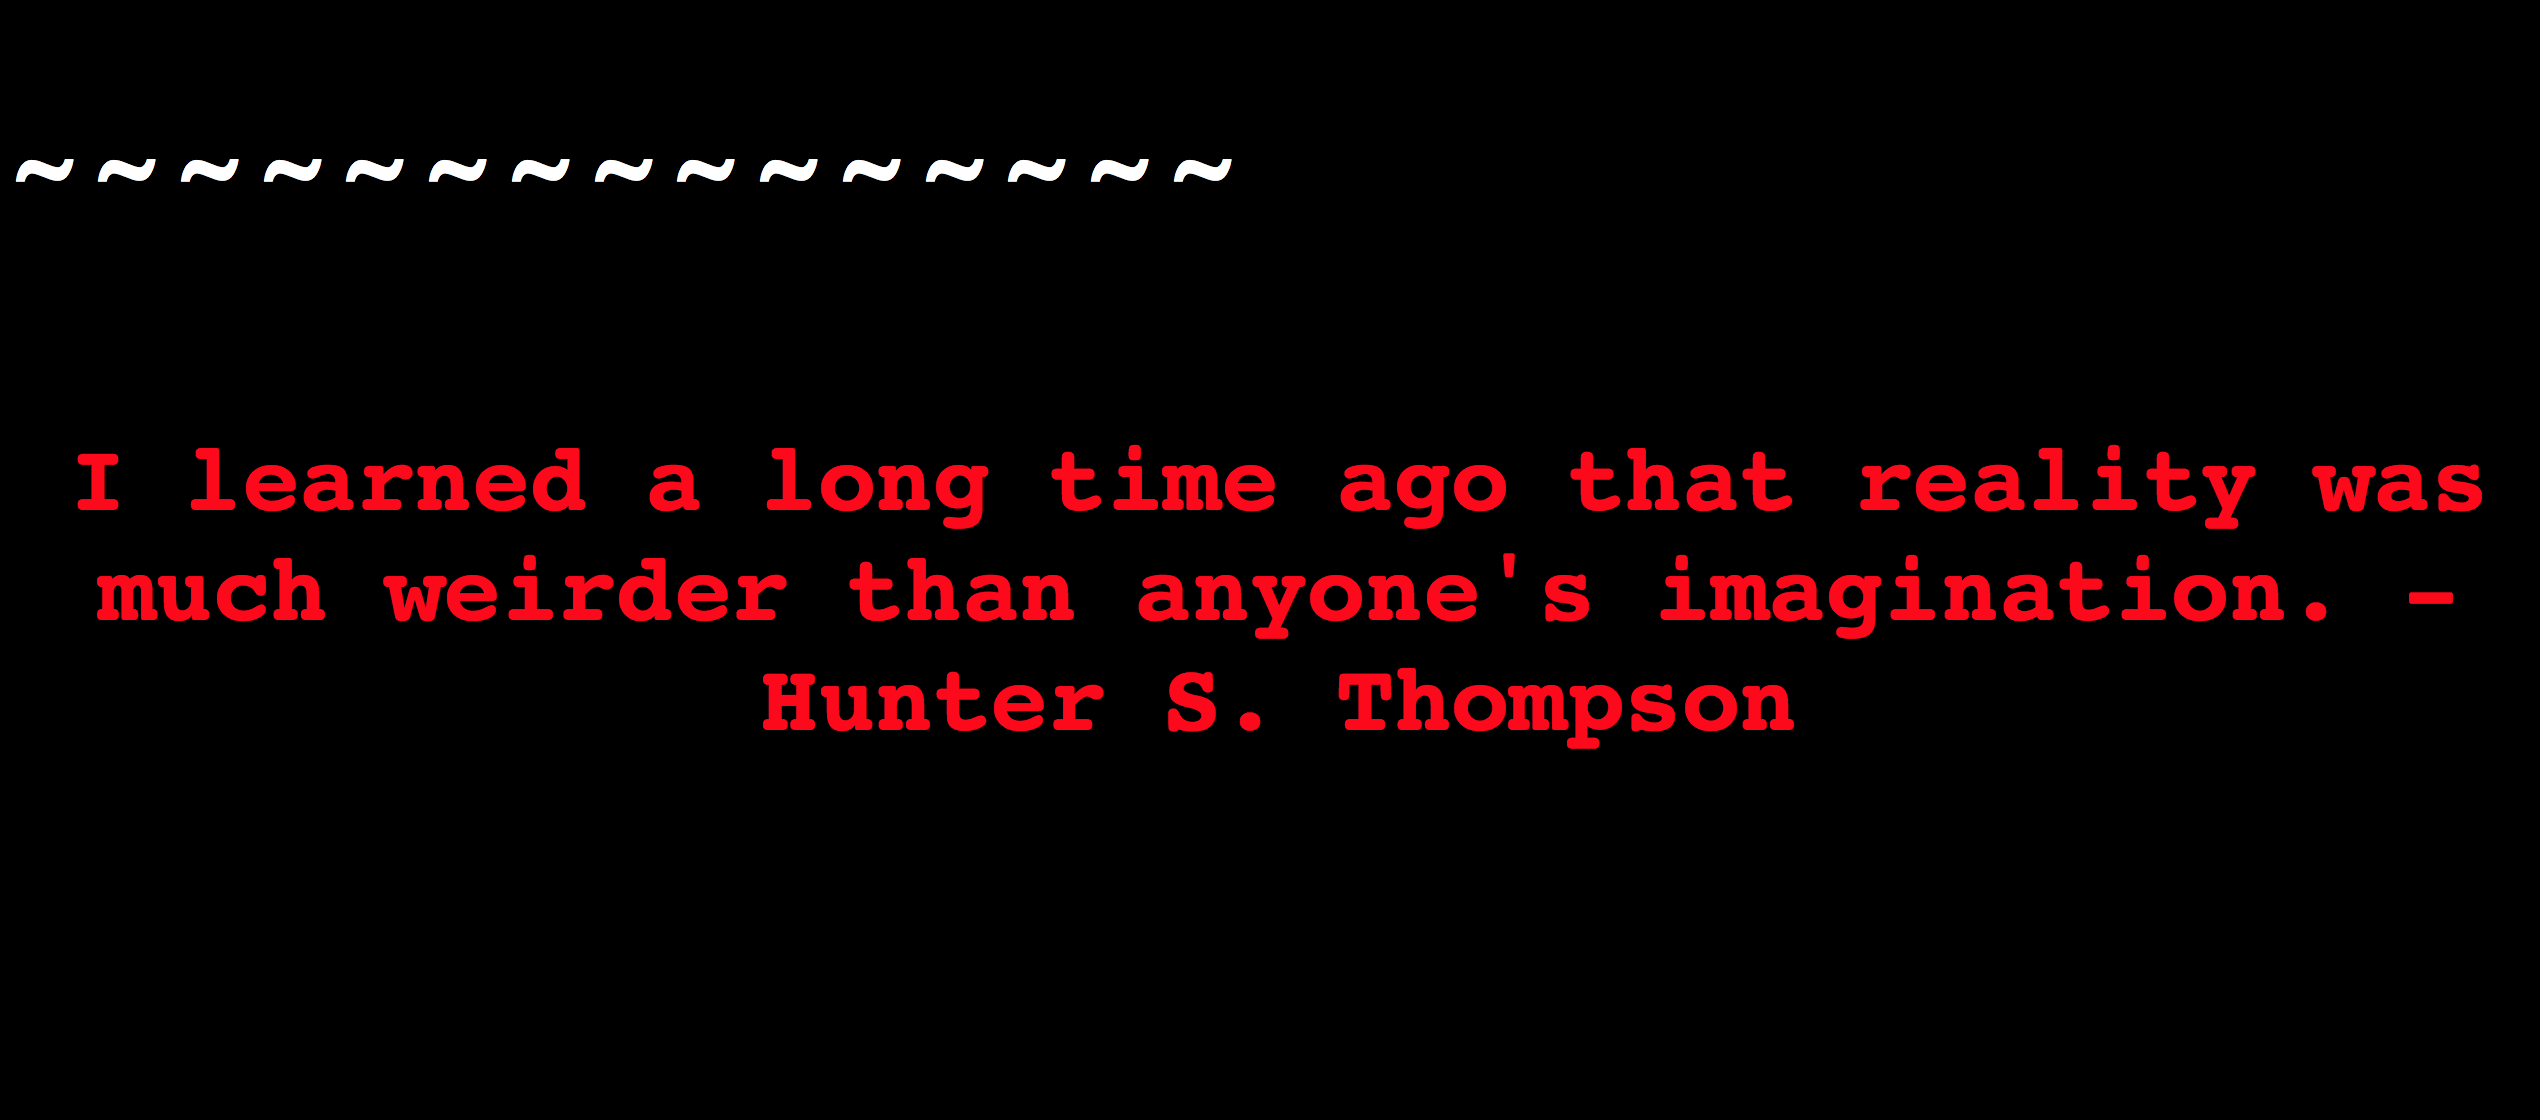 ~~~~~~~~~~~~~~~
I learned a long time ago that reality was
much weirder than anyone's imagination. –
Hunter S. Thompson